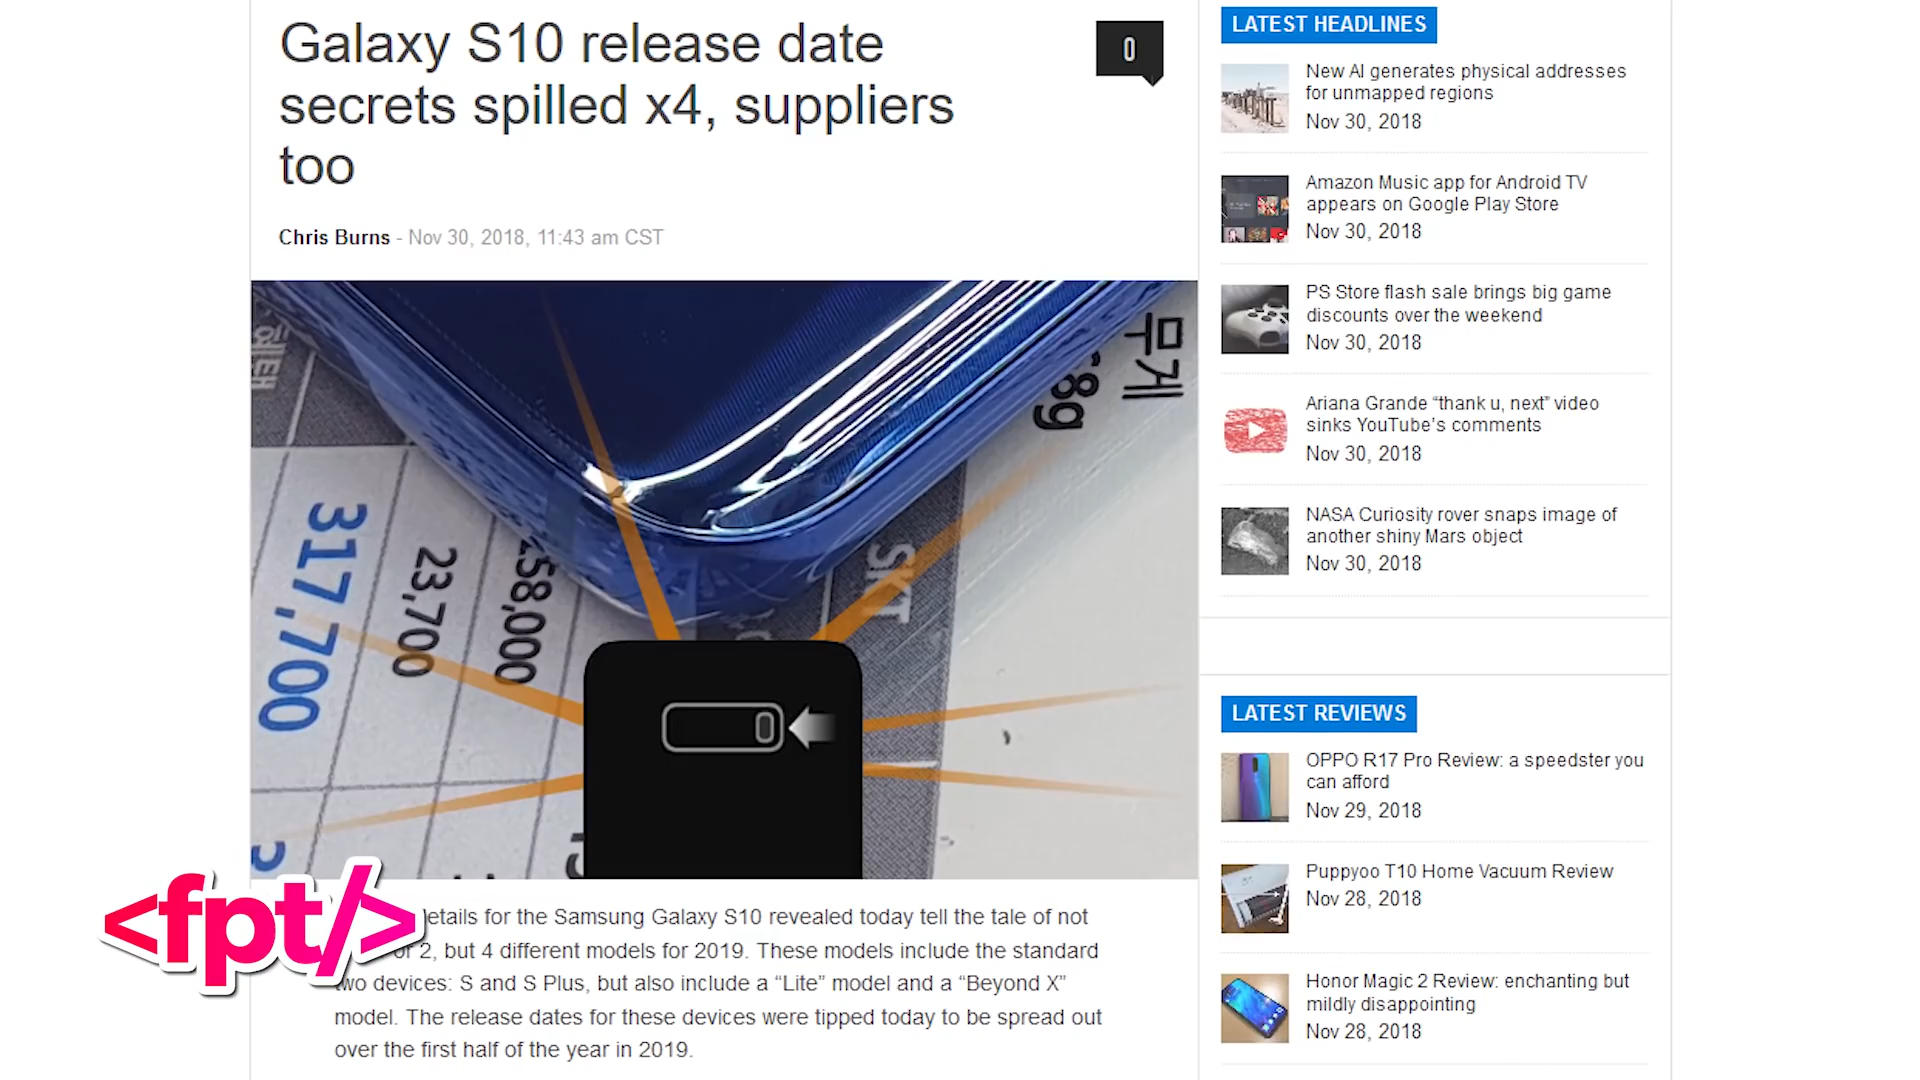 Galaxy S10 release date
secrets spilled x4, suppliers
too
0
Chris Burns - Nov 30, 2018, 11:43 am CST
무게
68g
SKT
317,700
23,700
258,000
<fpt/>
etails for the Samsung Galaxy S10 revealed today tell the tale of not
or 2, but 4 different models for 2019. These models include the standard
two devices: S and S Plus, but also include a “Lite” model and a “Beyond X”
model. The release dates for these devices were tipped today to be spread out
over the first half of the year in 2019.
LATEST HEADLINES
New AI generates physical addresses
for unmapped regions
Nov 30, 2018
Amazon Music app for Android TV
appears on Google Play Store
Nov 30, 2018
PS Store flash sale brings big game
discounts over the weekend
Nov 30, 2018
Ariana Grande “thank u, next” video
sinks YouTube’s comments
Nov 30, 2018
NASA Curiosity rover snaps image of
another shiny Mars object
Nov 30, 2018
LATEST REVIEWS
OPPO R17 Pro Review: a speedster you
can afford
Nov 29, 2018
Puppyoo T10 Home Vacuum Review
Nov 28, 2018
Honor Magic 2 Review: enchanting but
mildly disappointing
Nov 28, 2018